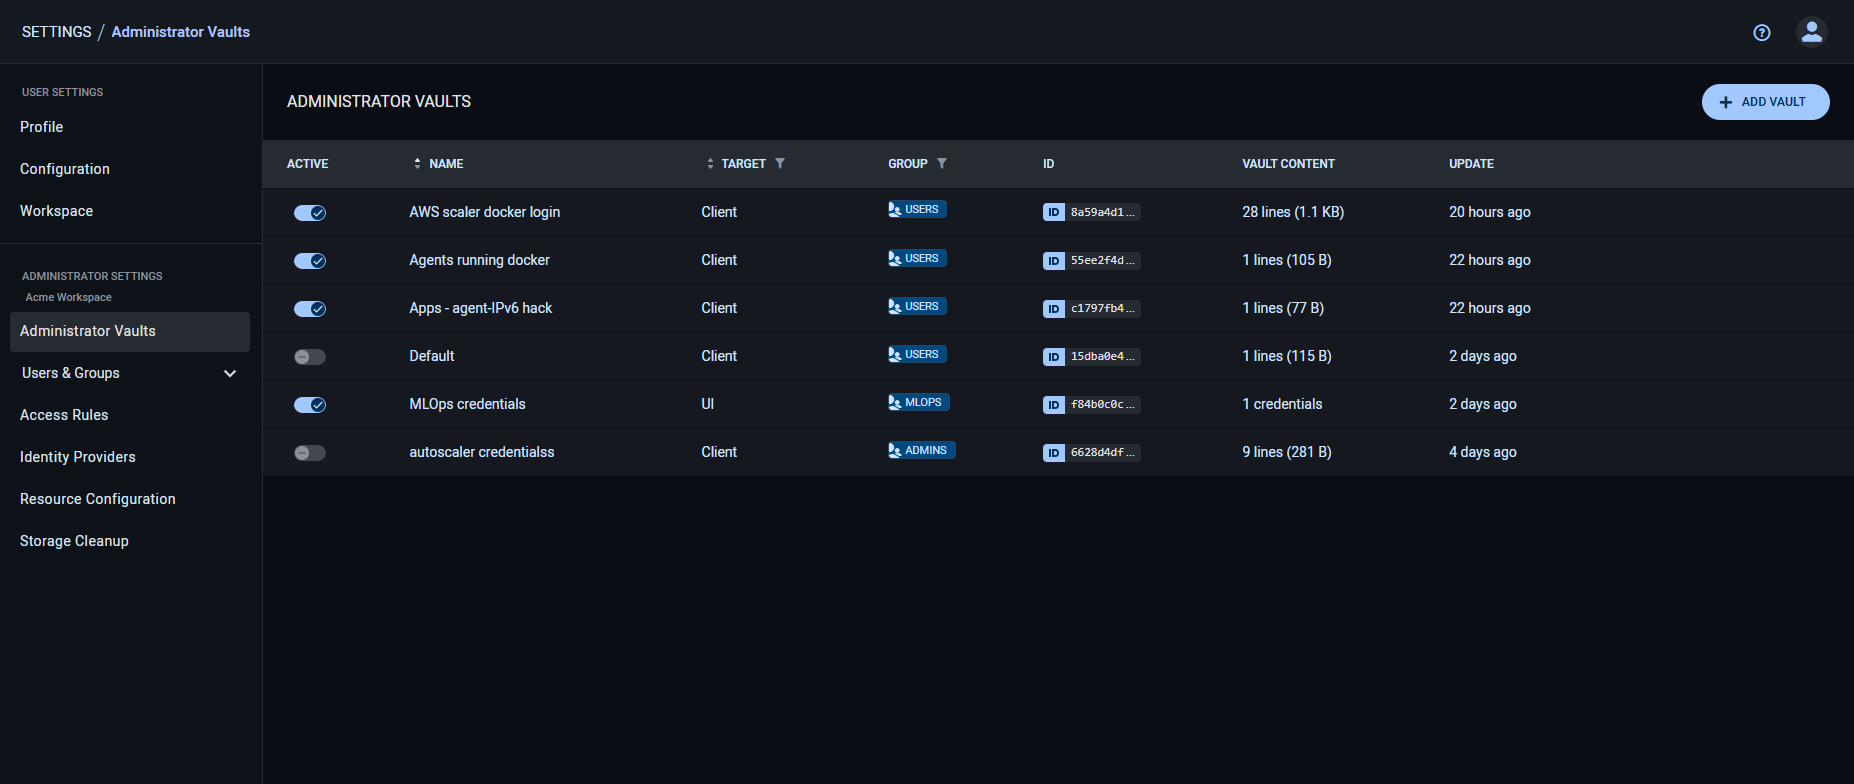 SETTINGS / Administrator Vaults
USER SETTINGS
Profile
Configuration
Workspace
ADMINISTRATOR SETTINGS
Acme Workspace
Administrator Vaults
Users & Groups
Access Rules
Identity Providers
Resource Configuration
Storage Cleanup
ADMINISTRATOR VAULTS
ADD VAULT
ACTIVE NAME TARGET GROUP ID VAULT CONTENT UPDATE
AWS scaler docker login Client USERS ID 8a59a4d1... 28 lines (1.1 KB) 20 hours ago
Agents running docker Client USERS ID 55ee2f4d... 1 lines (105 B) 22 hours ago
Apps - agent-IPv6 hack Client USERS ID c1797fb4... 1 lines (77 B) 22 hours ago
Default Client USERS ID 15dba0e4... 1 lines (115 B) 2 days ago
MLOps credentials UI MLOPS ID f84b0c0c... 1 credentials 2 days ago
autoscaler credentialss Client ADMINS ID 6628d4df... 9 lines (281 B) 4 days ago